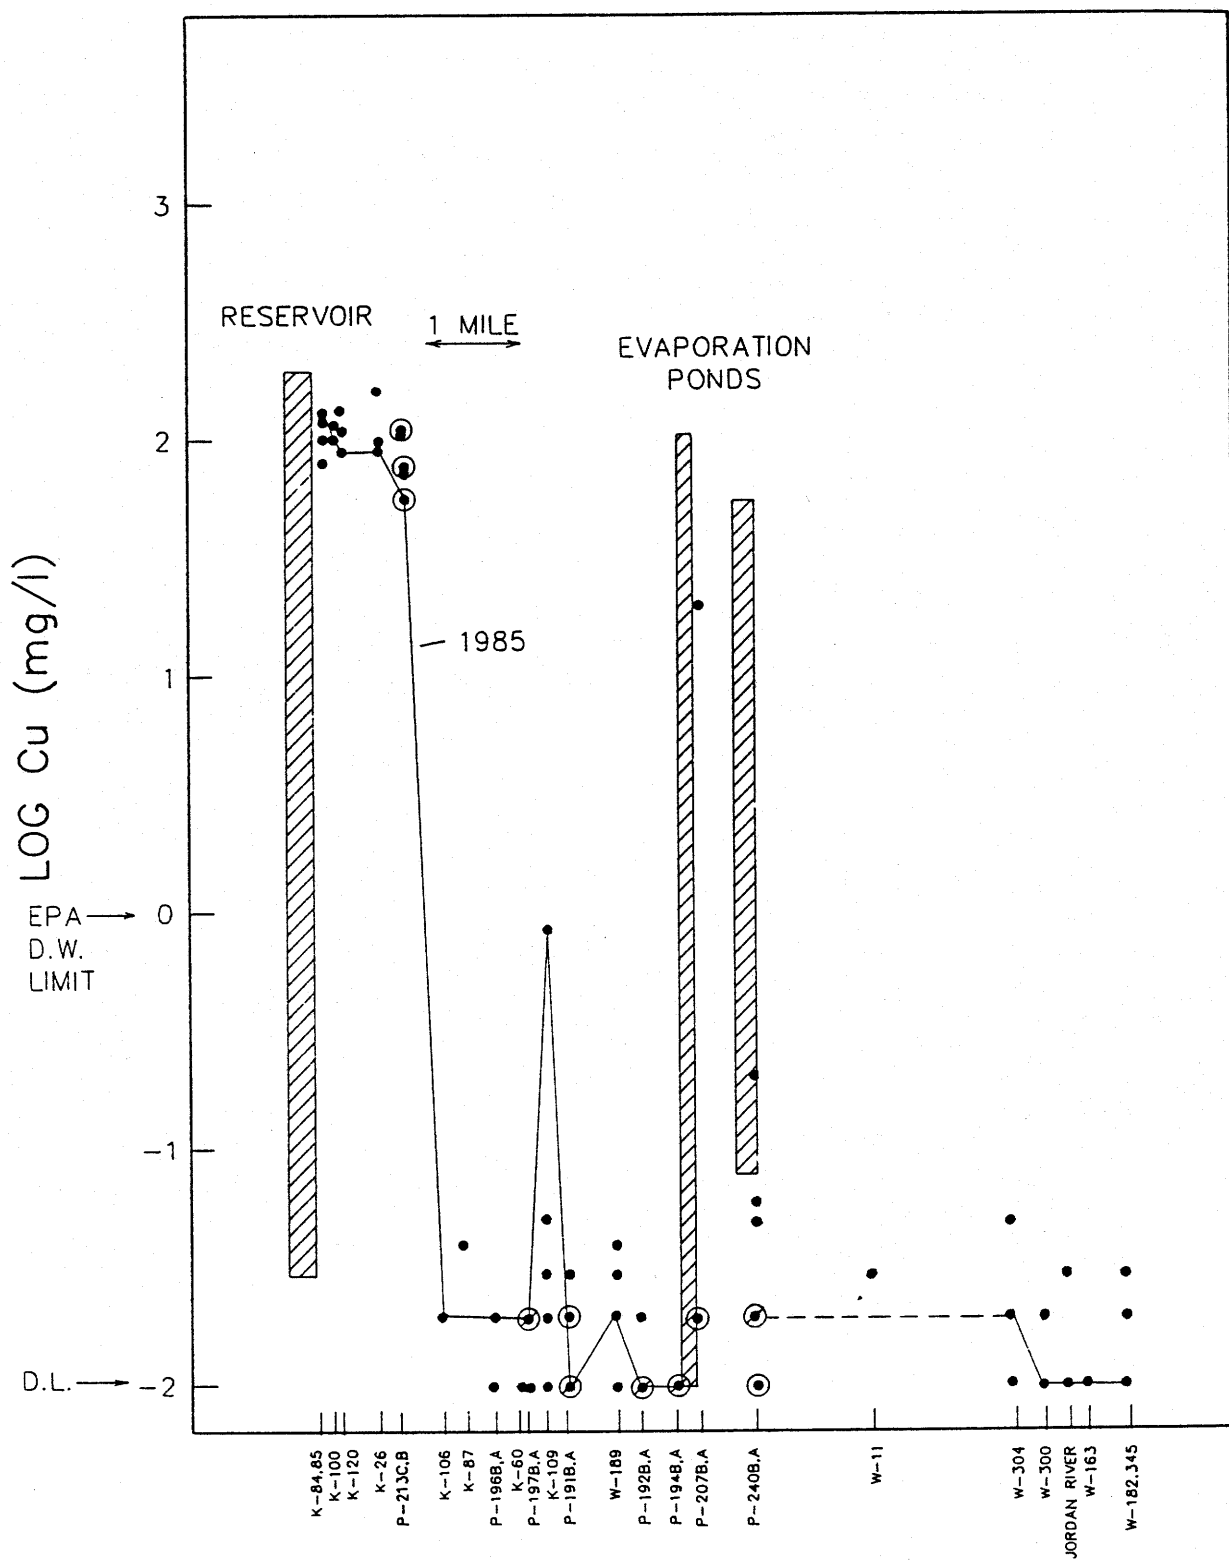 3
RESERVOIR
1 MILE
EVAPORATION
PONDS
2
1985
1
LOG Cu (mg/l)
EPA
0
D.W.
LIMIT
-1
D.L.
-2
K-84,85
K-100
K-120
K-26
P-213C,B
K-106
K-87
P-196B,A
K-60
P-197B,A
K-109
P-191B,A
W-189
P-192B,A
P-194B,A
P-207B,A
P-240B,A
W-11
W-304
W-300
JORDAN RIVER
W-163
W-182,345